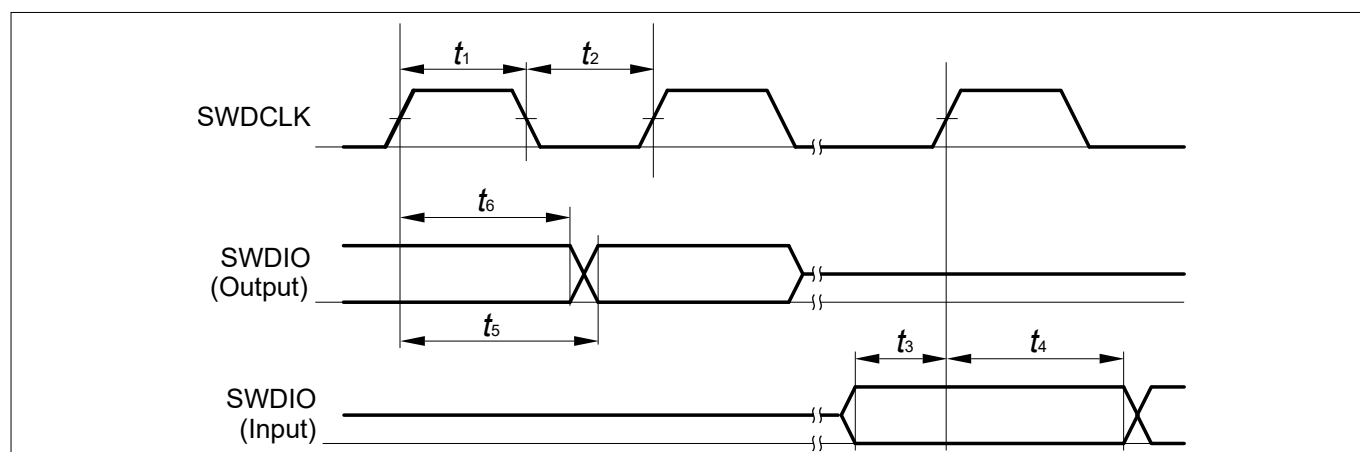 t1 t2
SWDCLK
t6
SWDIO
(Output)
t5
t3 t4
SWDIO
(Input)